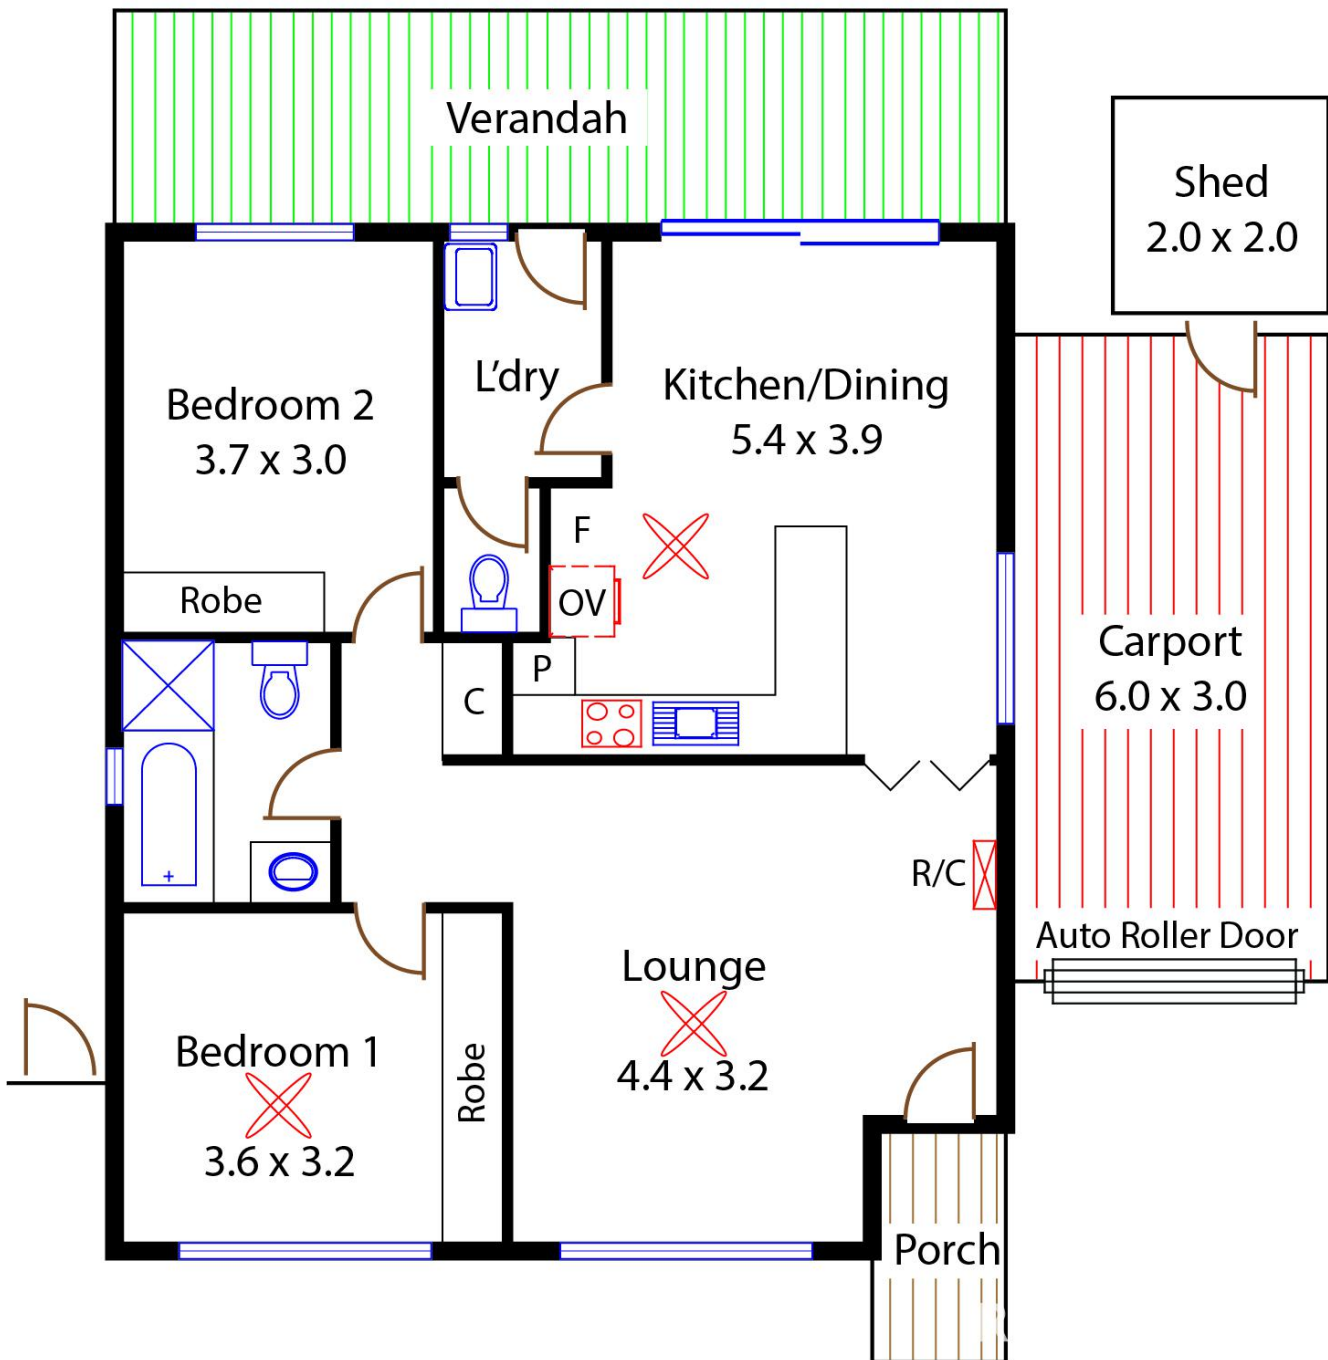 Verandah
Shed
2.0 x 2.0
L'dry
Kitchen/Dining
5.4 x 3.9
Bedroom 2
3.7 x 3.0
F
Robe
OV
P
C
Carport
6.0 x 3.0
R/C
Auto Roller Door
Lounge
4.4 x 3.2
Bedroom 1
3.6 x 3.2
Robe
Porch
R